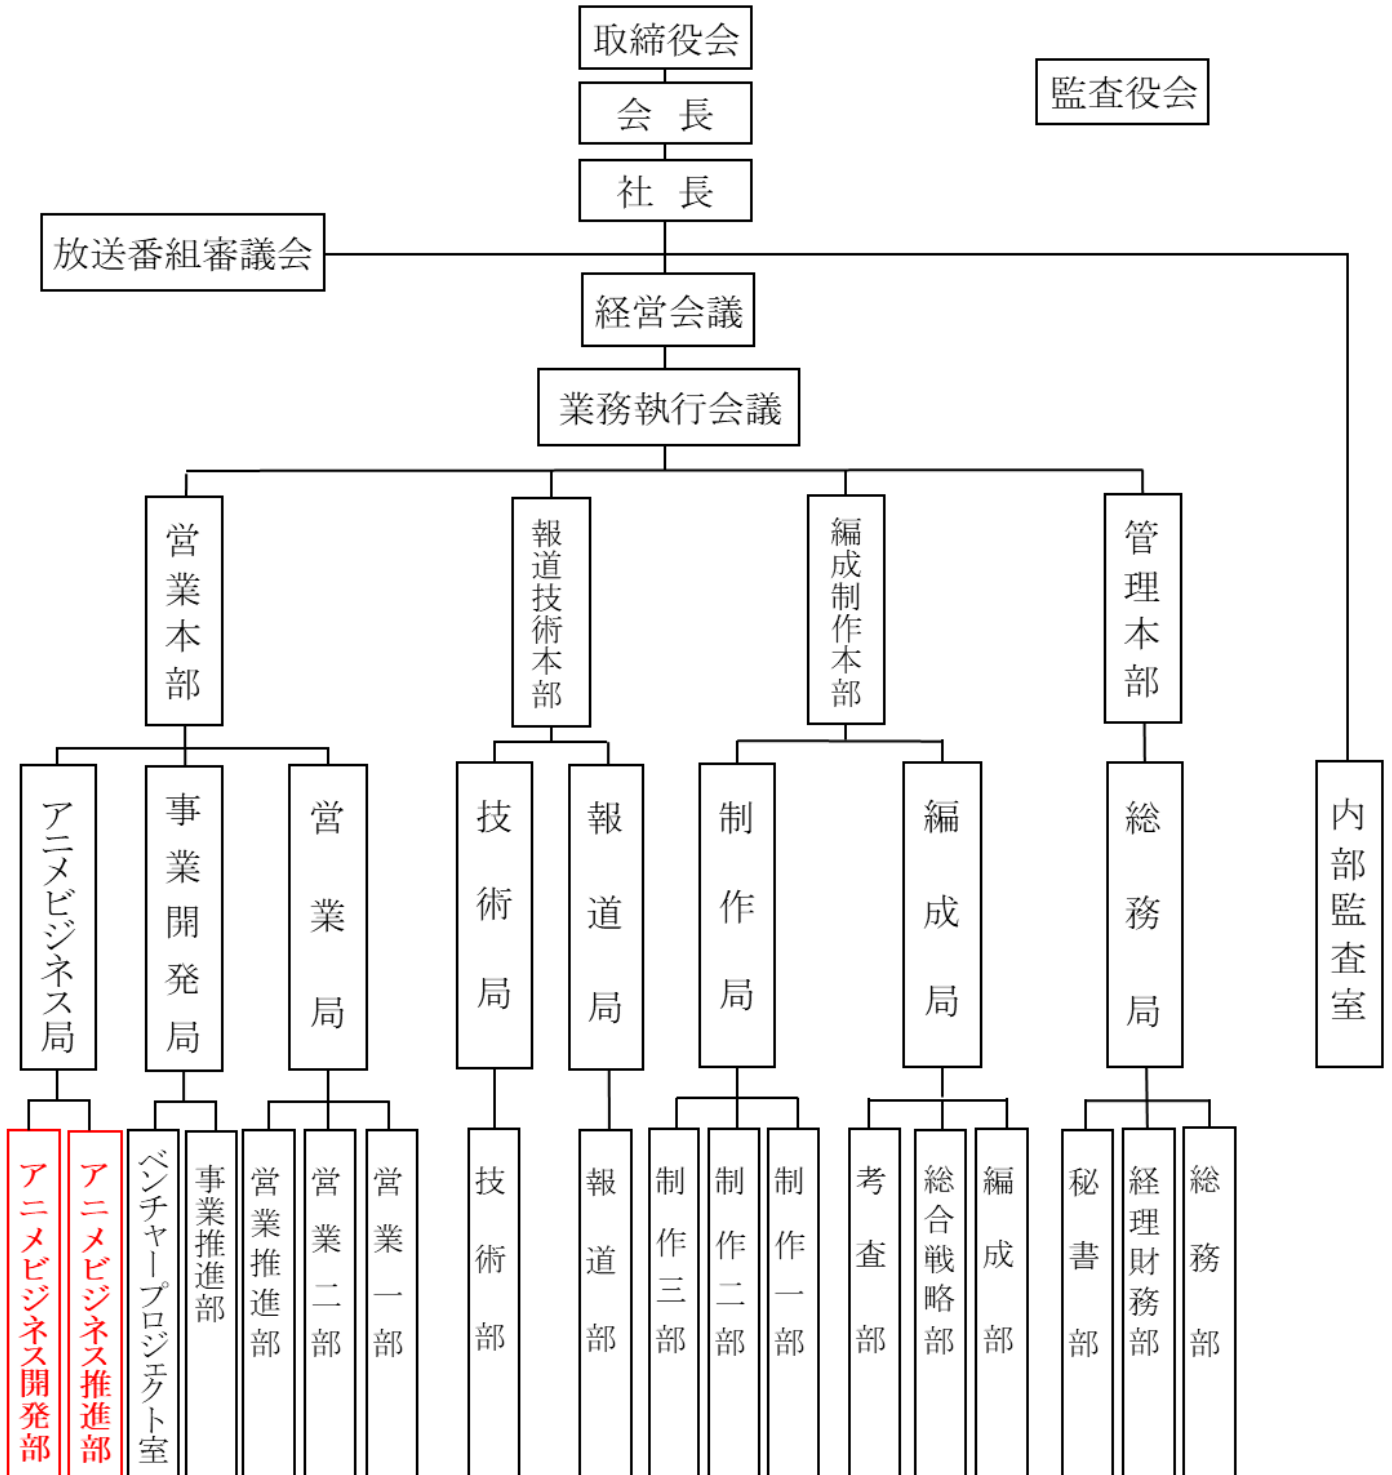 取締役会
監査役会
会長
社長
放送番組審議会
経営会議
業務執行会議
営業本部
報道技術本部
編成制作本部
管理本部
アニメビジネス局
事業開発局
営業局
技術局
報道局
制作局
編成局
総務局
内部監査室
アニメビジネス開発部
アニメビジネス推進部
ベンチャープロジェクト室
事業推進部
営業推進部
営業二部
営業一部
技術部
報道部
制作三部
制作二部
制作一部
考査部
総合戦略部
編成部
秘書部
経理財務部
総務部